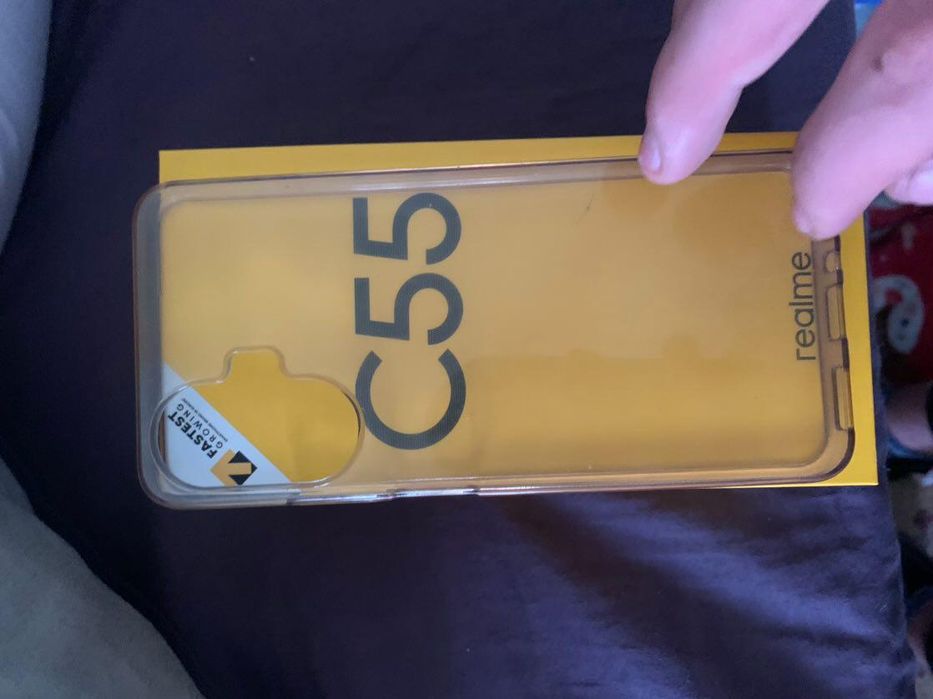 C55
realme
FASTEST
GROWING